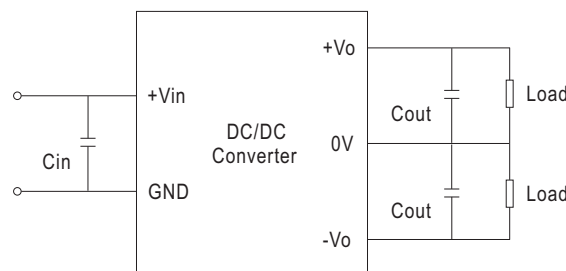 +Vo
+Vin
Cout
Load
DC/DC
Converter
0V
Cin
GND
Cout
Load
-Vo